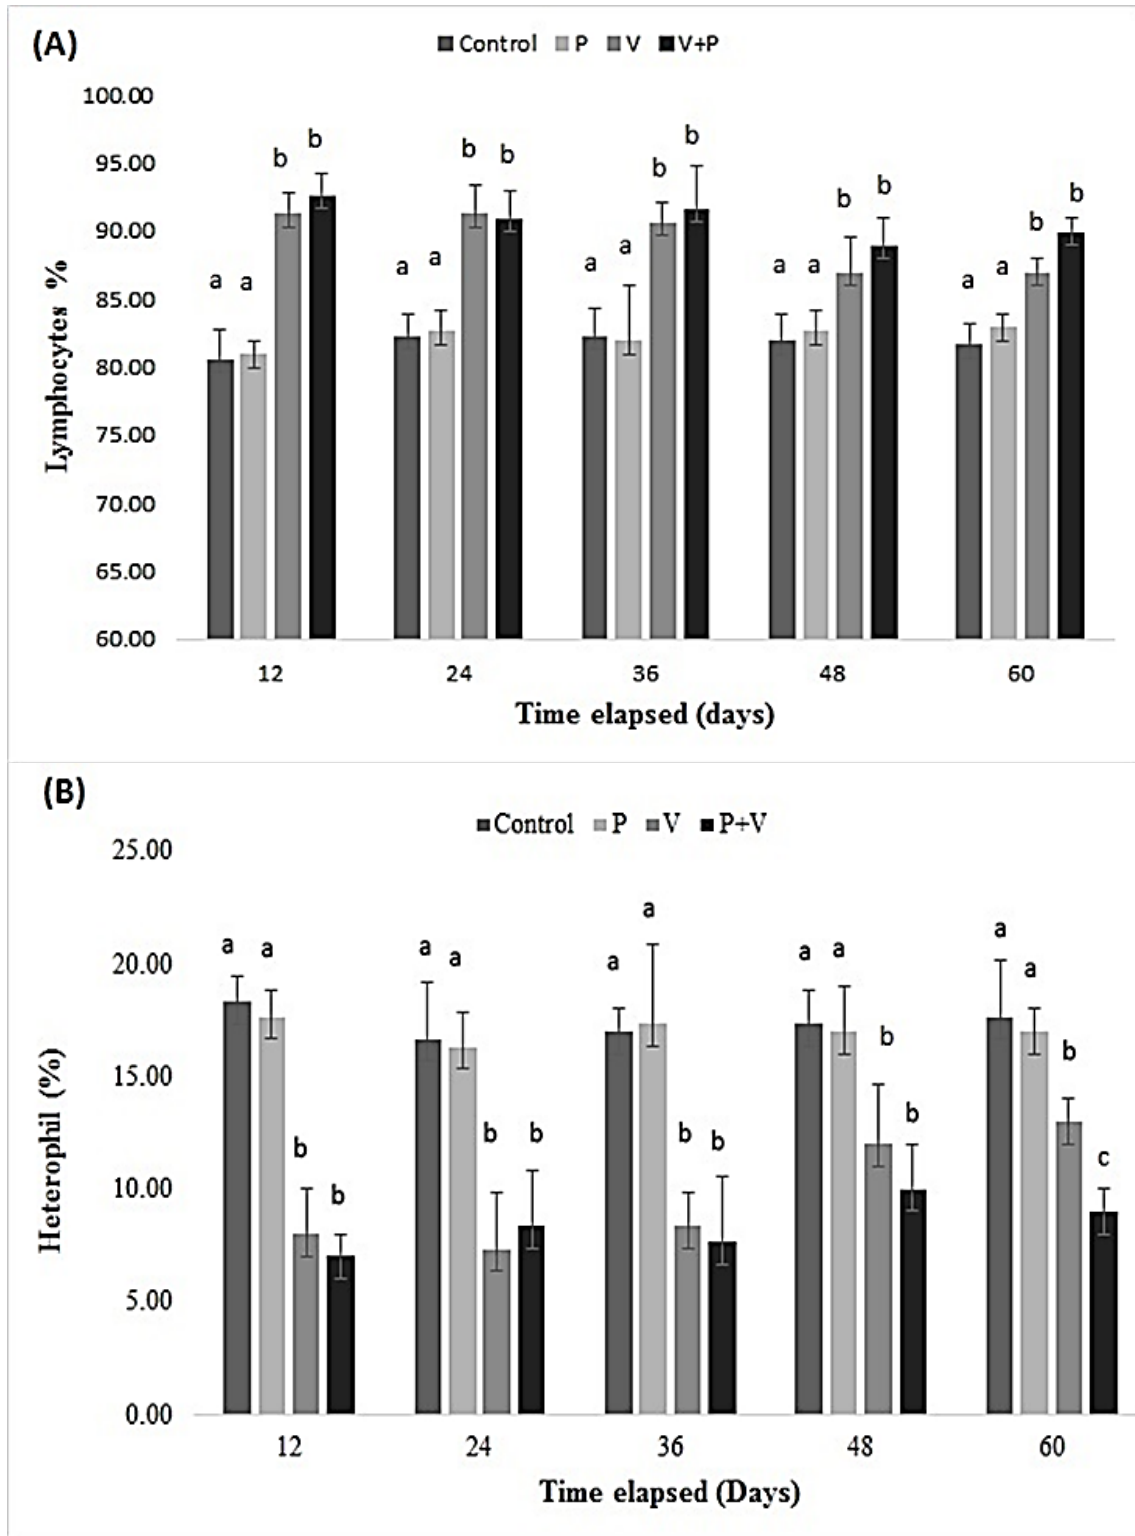 (A)
Control P V V+P
100.00
b b b b b
95.00
b b b b b
90.00
a a a a a a a a
85.00
a a
80.00
75.00
70.00
65.00
60.00
Lymphocytes %
12 24 36 48 60
Time elapsed (days)
(B)
Control P V P+V
25.00
a a a a a a a a a a
20.00
15.00
b b b b b b b b b c
10.00
5.00
0.00
Heterophil (%)
12 24 36 48 60
Time elapsed (Days)